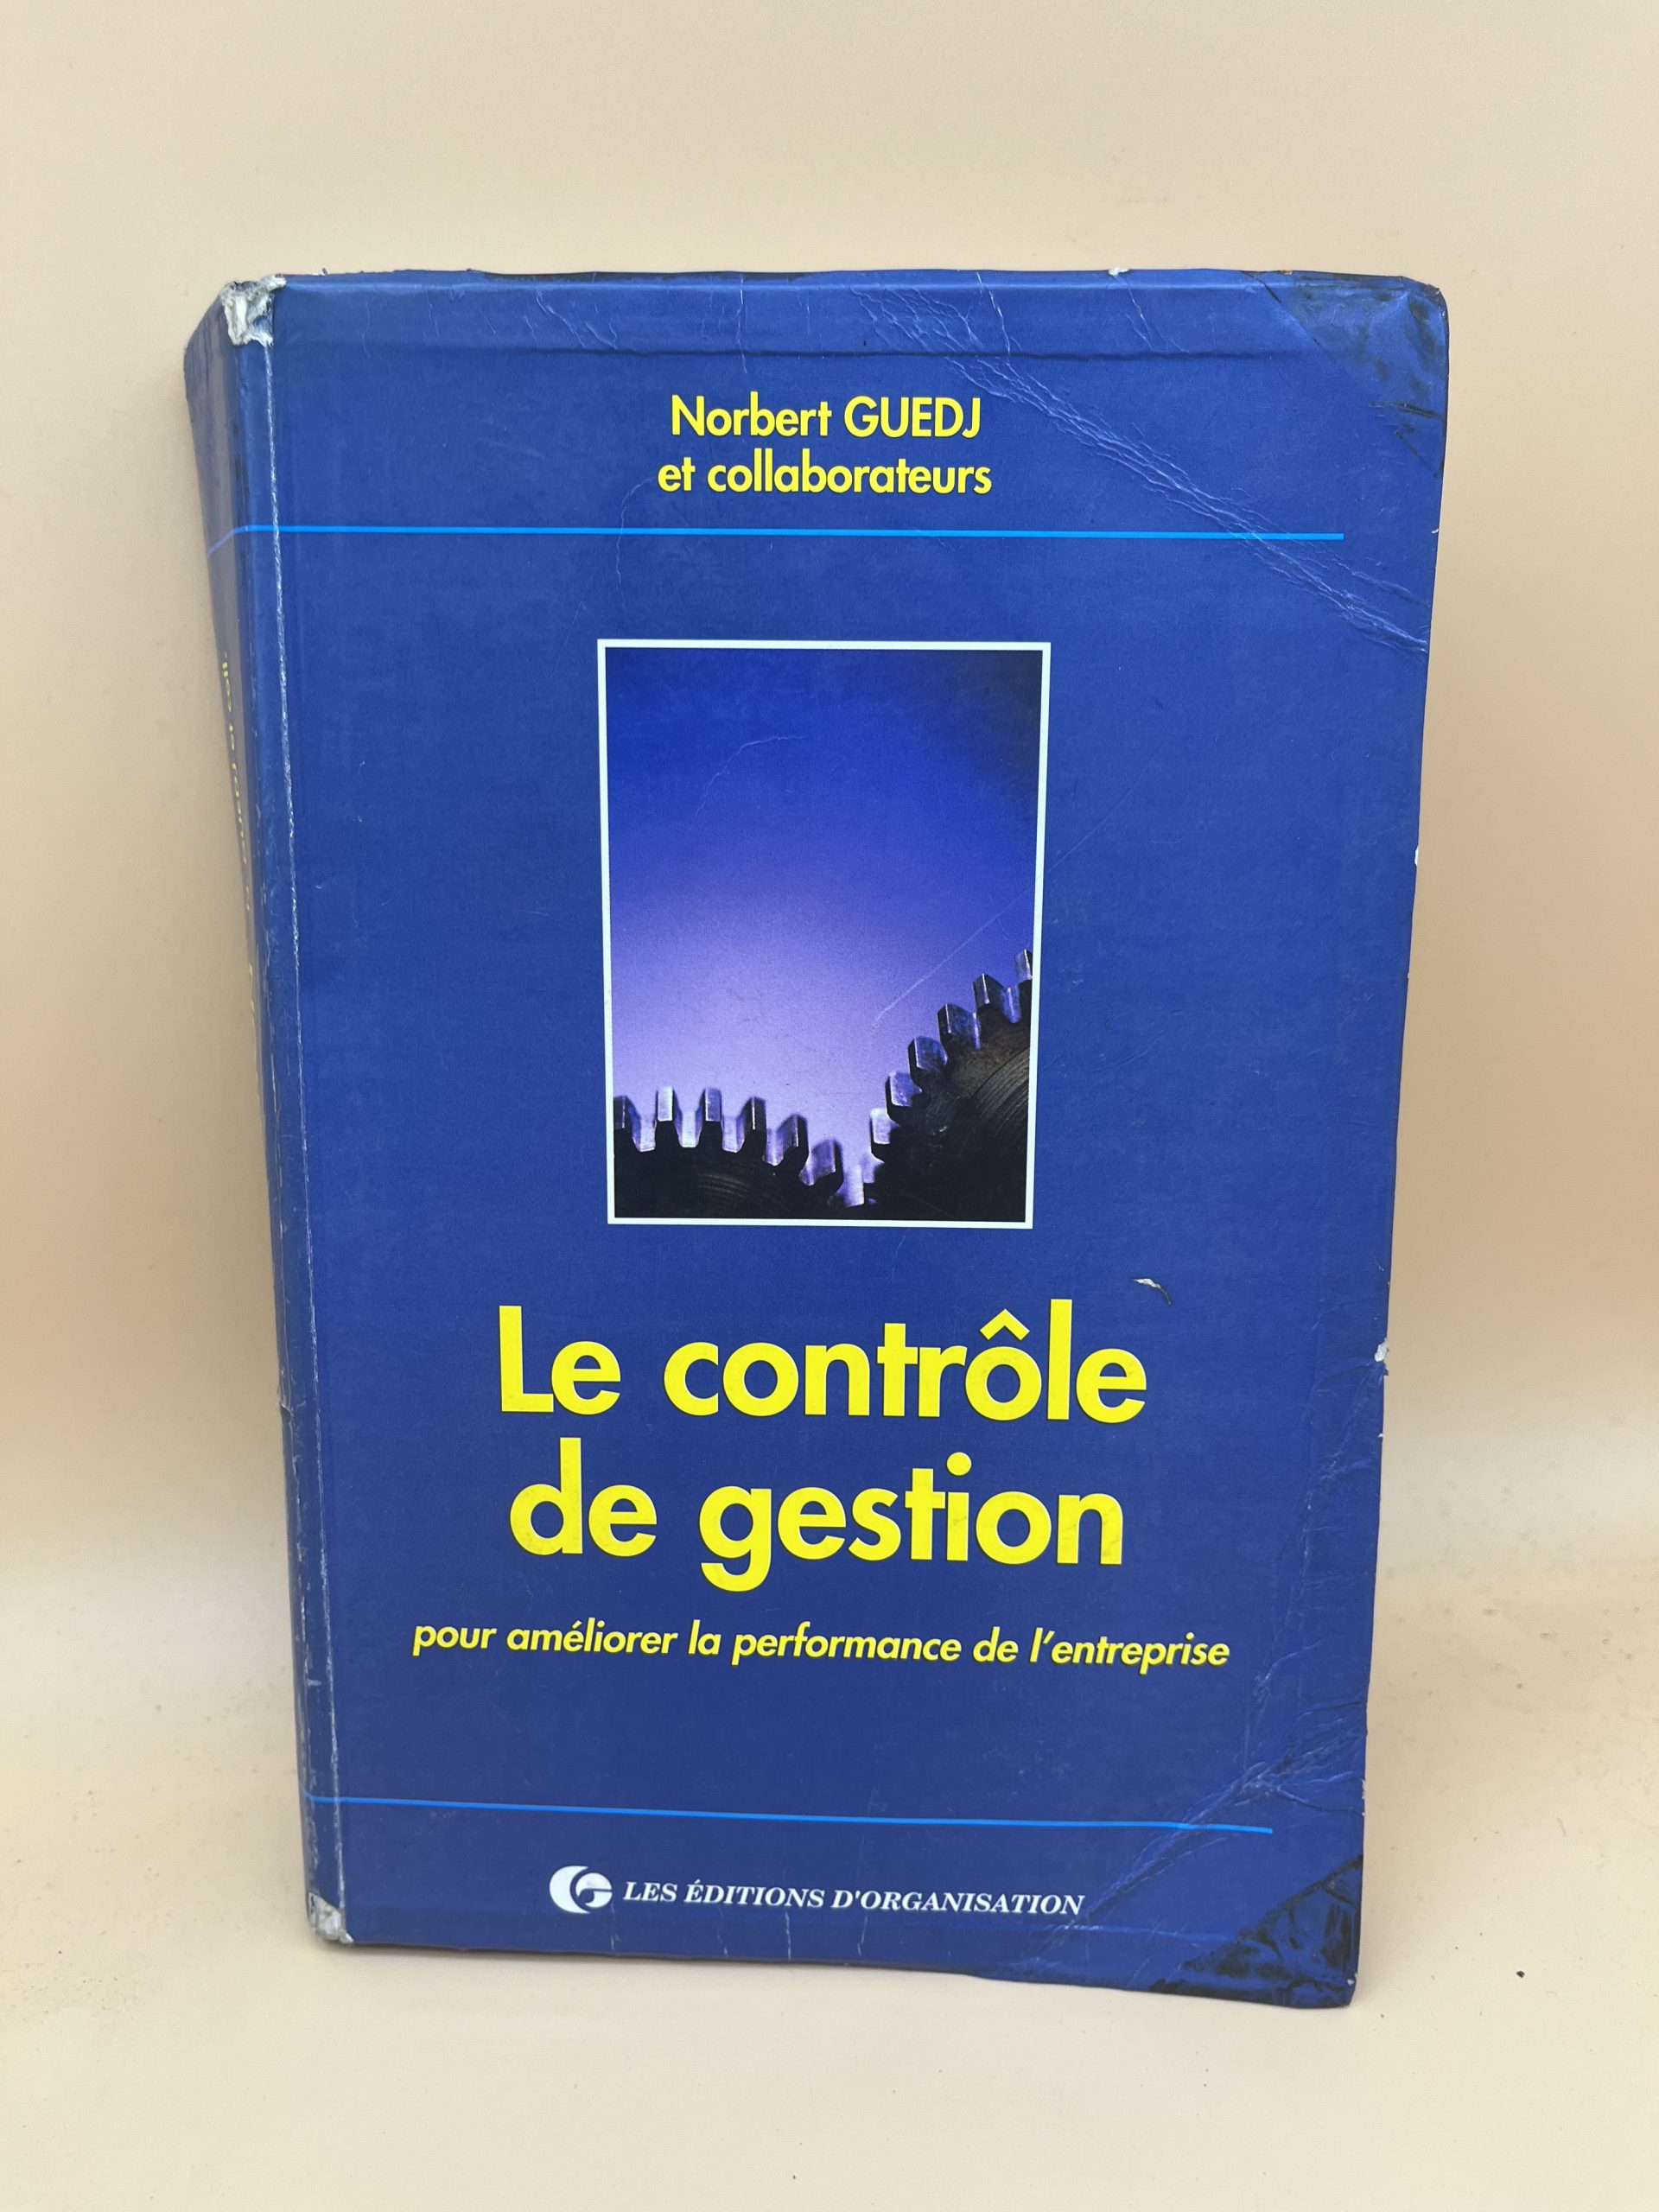 Norbert GUEDJ
et collaborateurs
Le contrôle
de gestion
pour améliorer la performance de l'entreprise
LES ÉDITIONS D'ORGANISATION